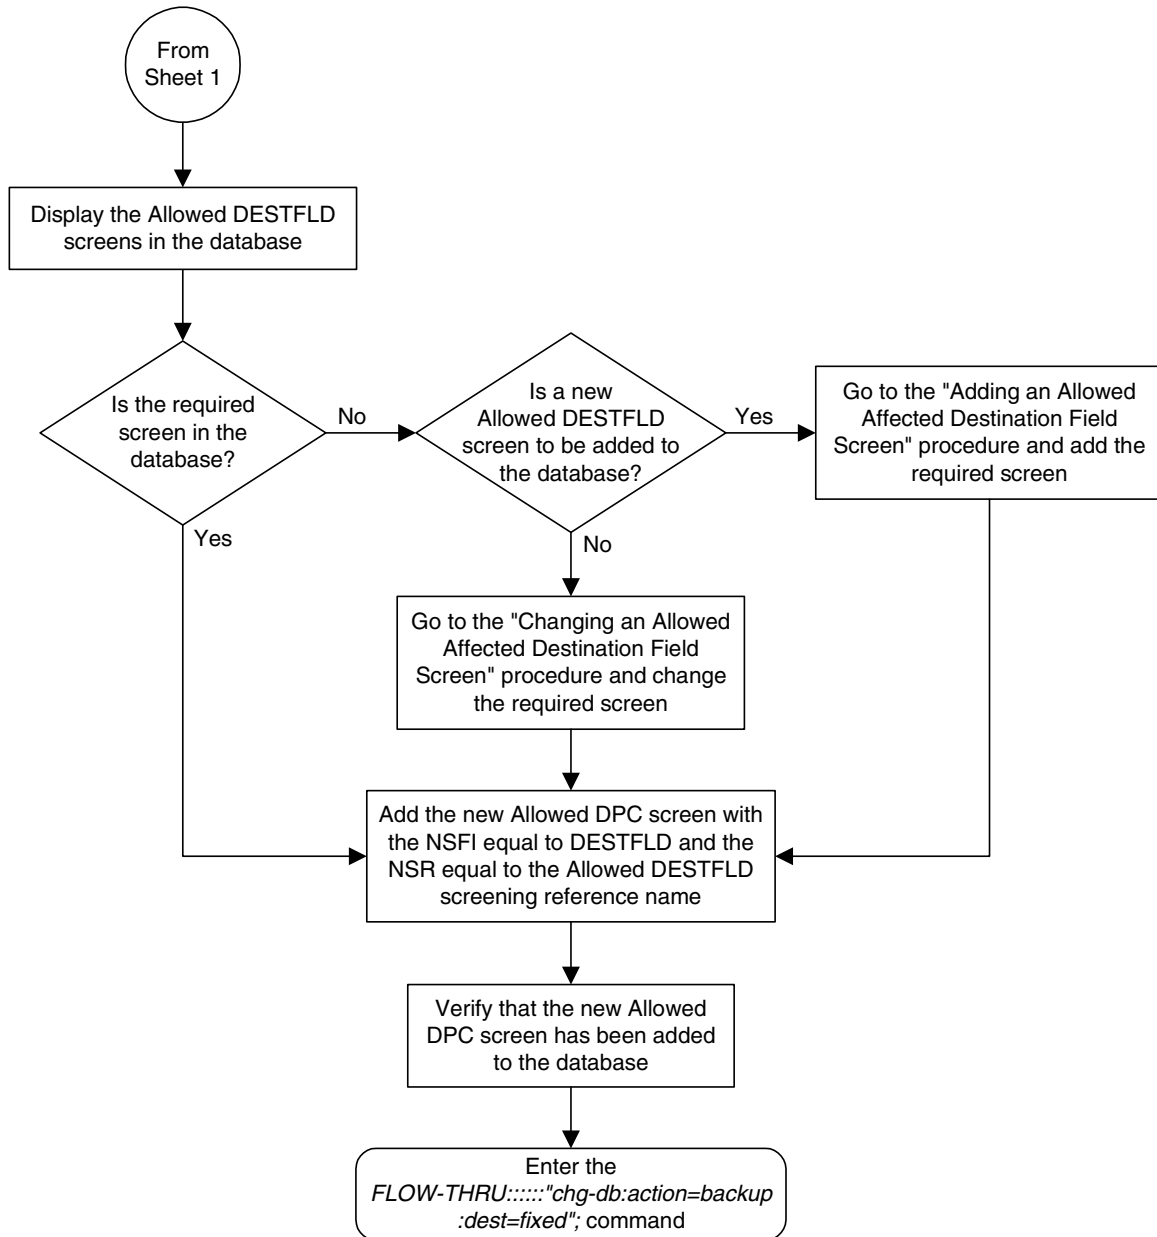 From
Sheet 1
Display the Allowed DESTFLD
screens in the database
Is the required
screen in the
database?
No
Yes
Is a new
Allowed DESTFLD
screen to be added to
the database?
Yes
No
Go to the "Adding an Allowed
Affected Destination Field
Screen" procedure and add the
required screen
Go to the "Changing an Allowed
Affected Destination Field
Screen" procedure and change
the required screen
Add the new Allowed DPC screen with
the NSFI equal to DESTFLD and the
NSR equal to the Allowed DESTFLD
screening reference name
Verify that the new Allowed
DPC screen has been added
to the database
Enter the
FLOW-THRU::::::"chg-db:action=backup
:dest=fixed"; command